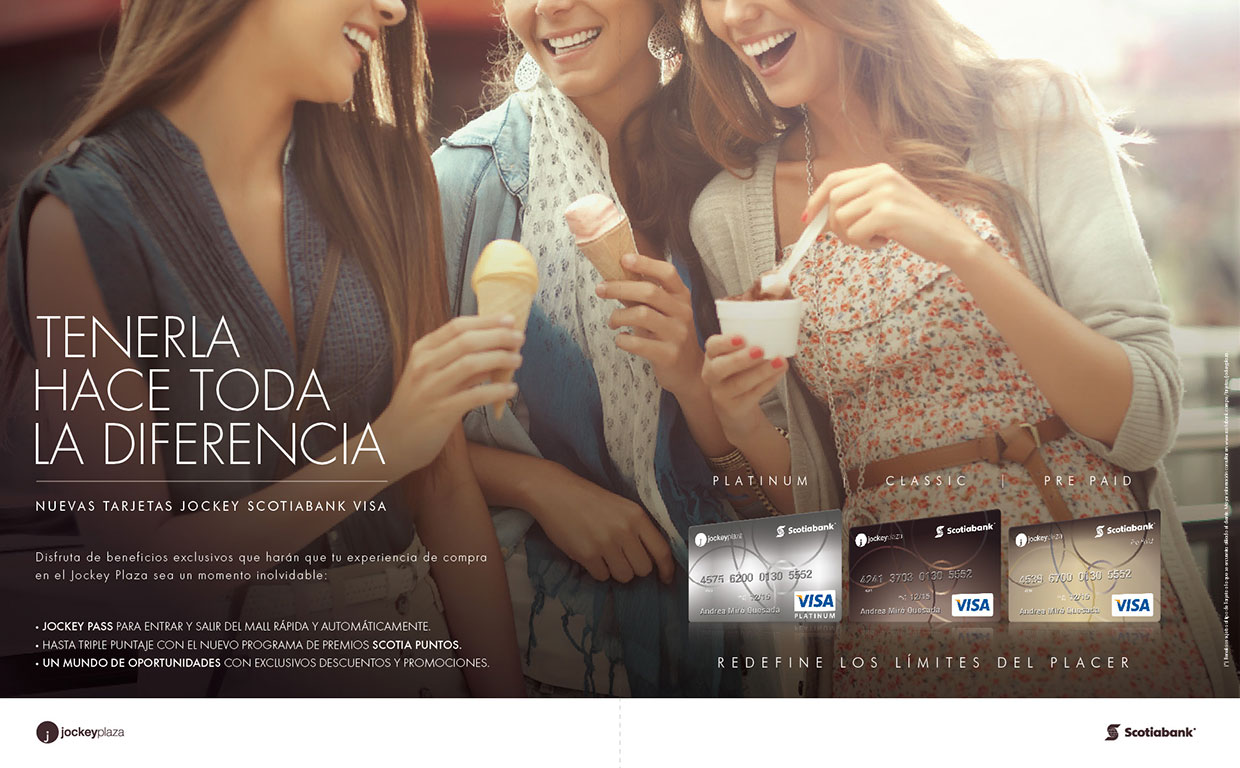 TENERLA
HACE TODA
LA DIFERENCIA
NUEVAS TARJETAS JOCKEY SCOTIABANK VISA
Disfruta de beneficios exclusivos que harán que tu experiencia de compra
en el Jockey Plaza sea un momento inolvidable:
• JOCKEY PASS PARA ENTRAR Y SALIR DEL MALL RÁPIDA Y AUTOMÁTICAMENTE.
• HASTA TRIPLE PUNTAJE CON EL NUEVO PROGRAMA DE PREMIOS SCOTIA PUNTOS.
• UN MUNDO DE OPORTUNIDADES CON EXCLUSIVOS DESCUENTOS Y PROMOCIONES.
PLATINUM | CLASSIC | PRE PAID
jockeyplaza Scotiabank
4575 6200 0130 5552
12/15
Andrea Miró Quesada
VISA
PLATINUM
jockeyplaza Scotiabank
4241 3703 0130 5552
12/15
Andrea Miró Quesada
VISA
jockeyplaza Scotiabank
4539 6700 0130 5552
12/15
Andrea Miró Quesada
VISA
REDEFINE LOS LÍMITES DEL PLACER
jockeyplaza
Scotiabank